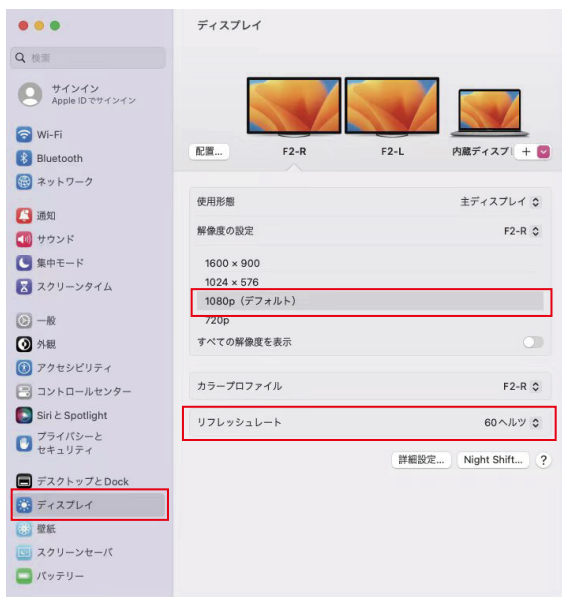 ディスプレイ
検索
サインイン
Apple IDでサインイン
Wi-Fi
Bluetooth
ネットワーク
通知
サウンド
集中モード
スクリーンタイム
一般
外観
アクセシビリティ
コントロールセンター
Siri と Spotlight
プライバシーと
セキュリティ
デスクトップと Dock
ディスプレイ
壁紙
スクリーンセーバ
バッテリー
配置...
F2-R
F2-L
内蔵ディスプ
使用形態 主ディスプレイ
解像度の設定 F2-R
1600 × 900
1024 × 576
1080p（デフォルト）
720p
すべての解像度を表示
カラープロファイル F2-R
リフレッシュレート 60ヘルツ
詳細設定... Night Shift... ?